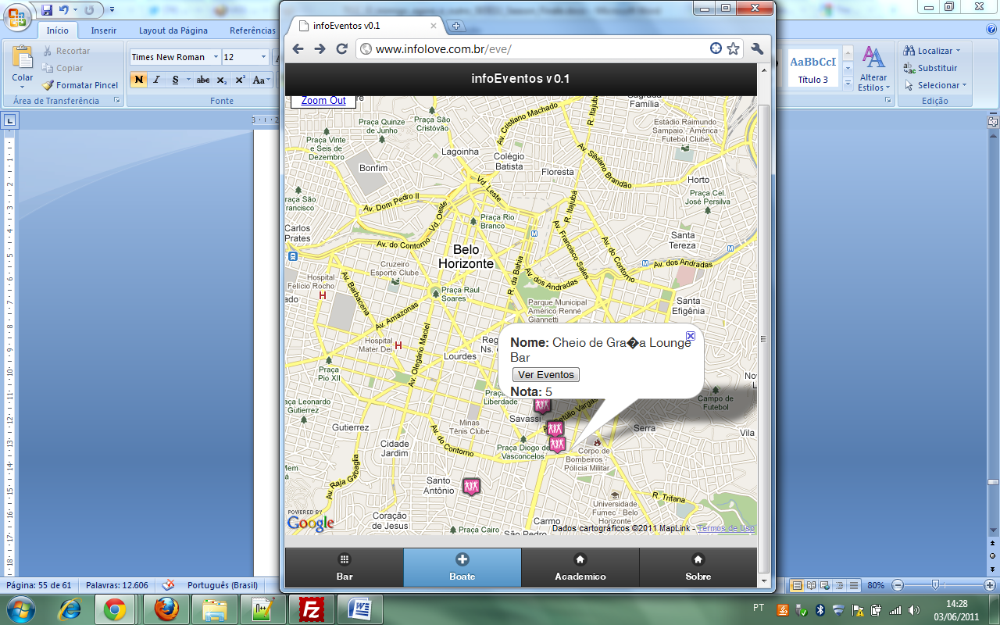 Início
Inserir
Layout da Página
Referências
Colar
Recortar
Copiar
Formatar Pincel
Área de Transferência
Times New Roman
12
N I S abc x₂ x² Aa
Fonte
AaBbCcI
Título 3
Alterar
Estilos
Localizar
Substituir
Selecionar
Edição
infoEventos v0.1
www.infolove.com.br/eve/
infoEventos v0.1
Zoom Out
Praça Quinze
de Junho
Praça São
Cristóvão
Av. Cristiano Machado
R. Itajubá
Sagrada
Família
Estádio Raimundo
Sampaio - América
Futebol Clube
Praça Vinte
e Seis de
Dezembro
Lagoinha
Colégio
Batista
Av. Silviano Brandão
Bonfim
Floresta
Horto
Vd. Leste
Praça Cel.
José Persilva
Praça São
Francisco
Av. Dom Pedro II
Vd. Oeste
R. Itajubá
Praça Rio
Branco
Carlos
Prates
Av. do Contorno
Av. Francisco Sales
Av. do Contorno
Santa
Tereza
Belo
Horizonte
Cruzeiro
Esporte Clube
R. da Bahia
Av. dos Andradas
Av. dos Andradas
Hospital
Felício Rocho
Av. Barbacena
Praça Raul
Soares
Parque Municipal
Américo Renné
Giannetti
Santa
Efigênia
Av. Amazonas
Av. Olegário Maciel
Hospital
Mater Dei
Lourdes
Praça
Pio XII
Nome: Cheio de Gra�a Lounge
Bar
Ver Eventos
Nota: 5
Liberdade
Campo de
Futebol
Praça Leonardo
Gutierrez
Gutierrez
Minas
Tênis Clube
Savassi
Av. Getúlio Vargas
Serra
Vila
Cidade
Jardim
Av. do Contorno
Praça Diogo de
Vasconcelos
Corpo de
Bombeiros -
Polícia Militar
Av. Raja Gabaglia
Santo
Antônio
Universidade
Fumec - Belo
Horizonte
R. Tritana
Coração
de Jesus
Carmo
Praça Cairo
São Pedro
POWERED BY
Google
Dados cartográficos ©2011 MapLink - Termos de Uso
Bar
Boate
Academico
Sobre
Página: 55 de 61
Palavras: 12.606
Português (Brasil)
80%
PT
14:28
03/06/2011